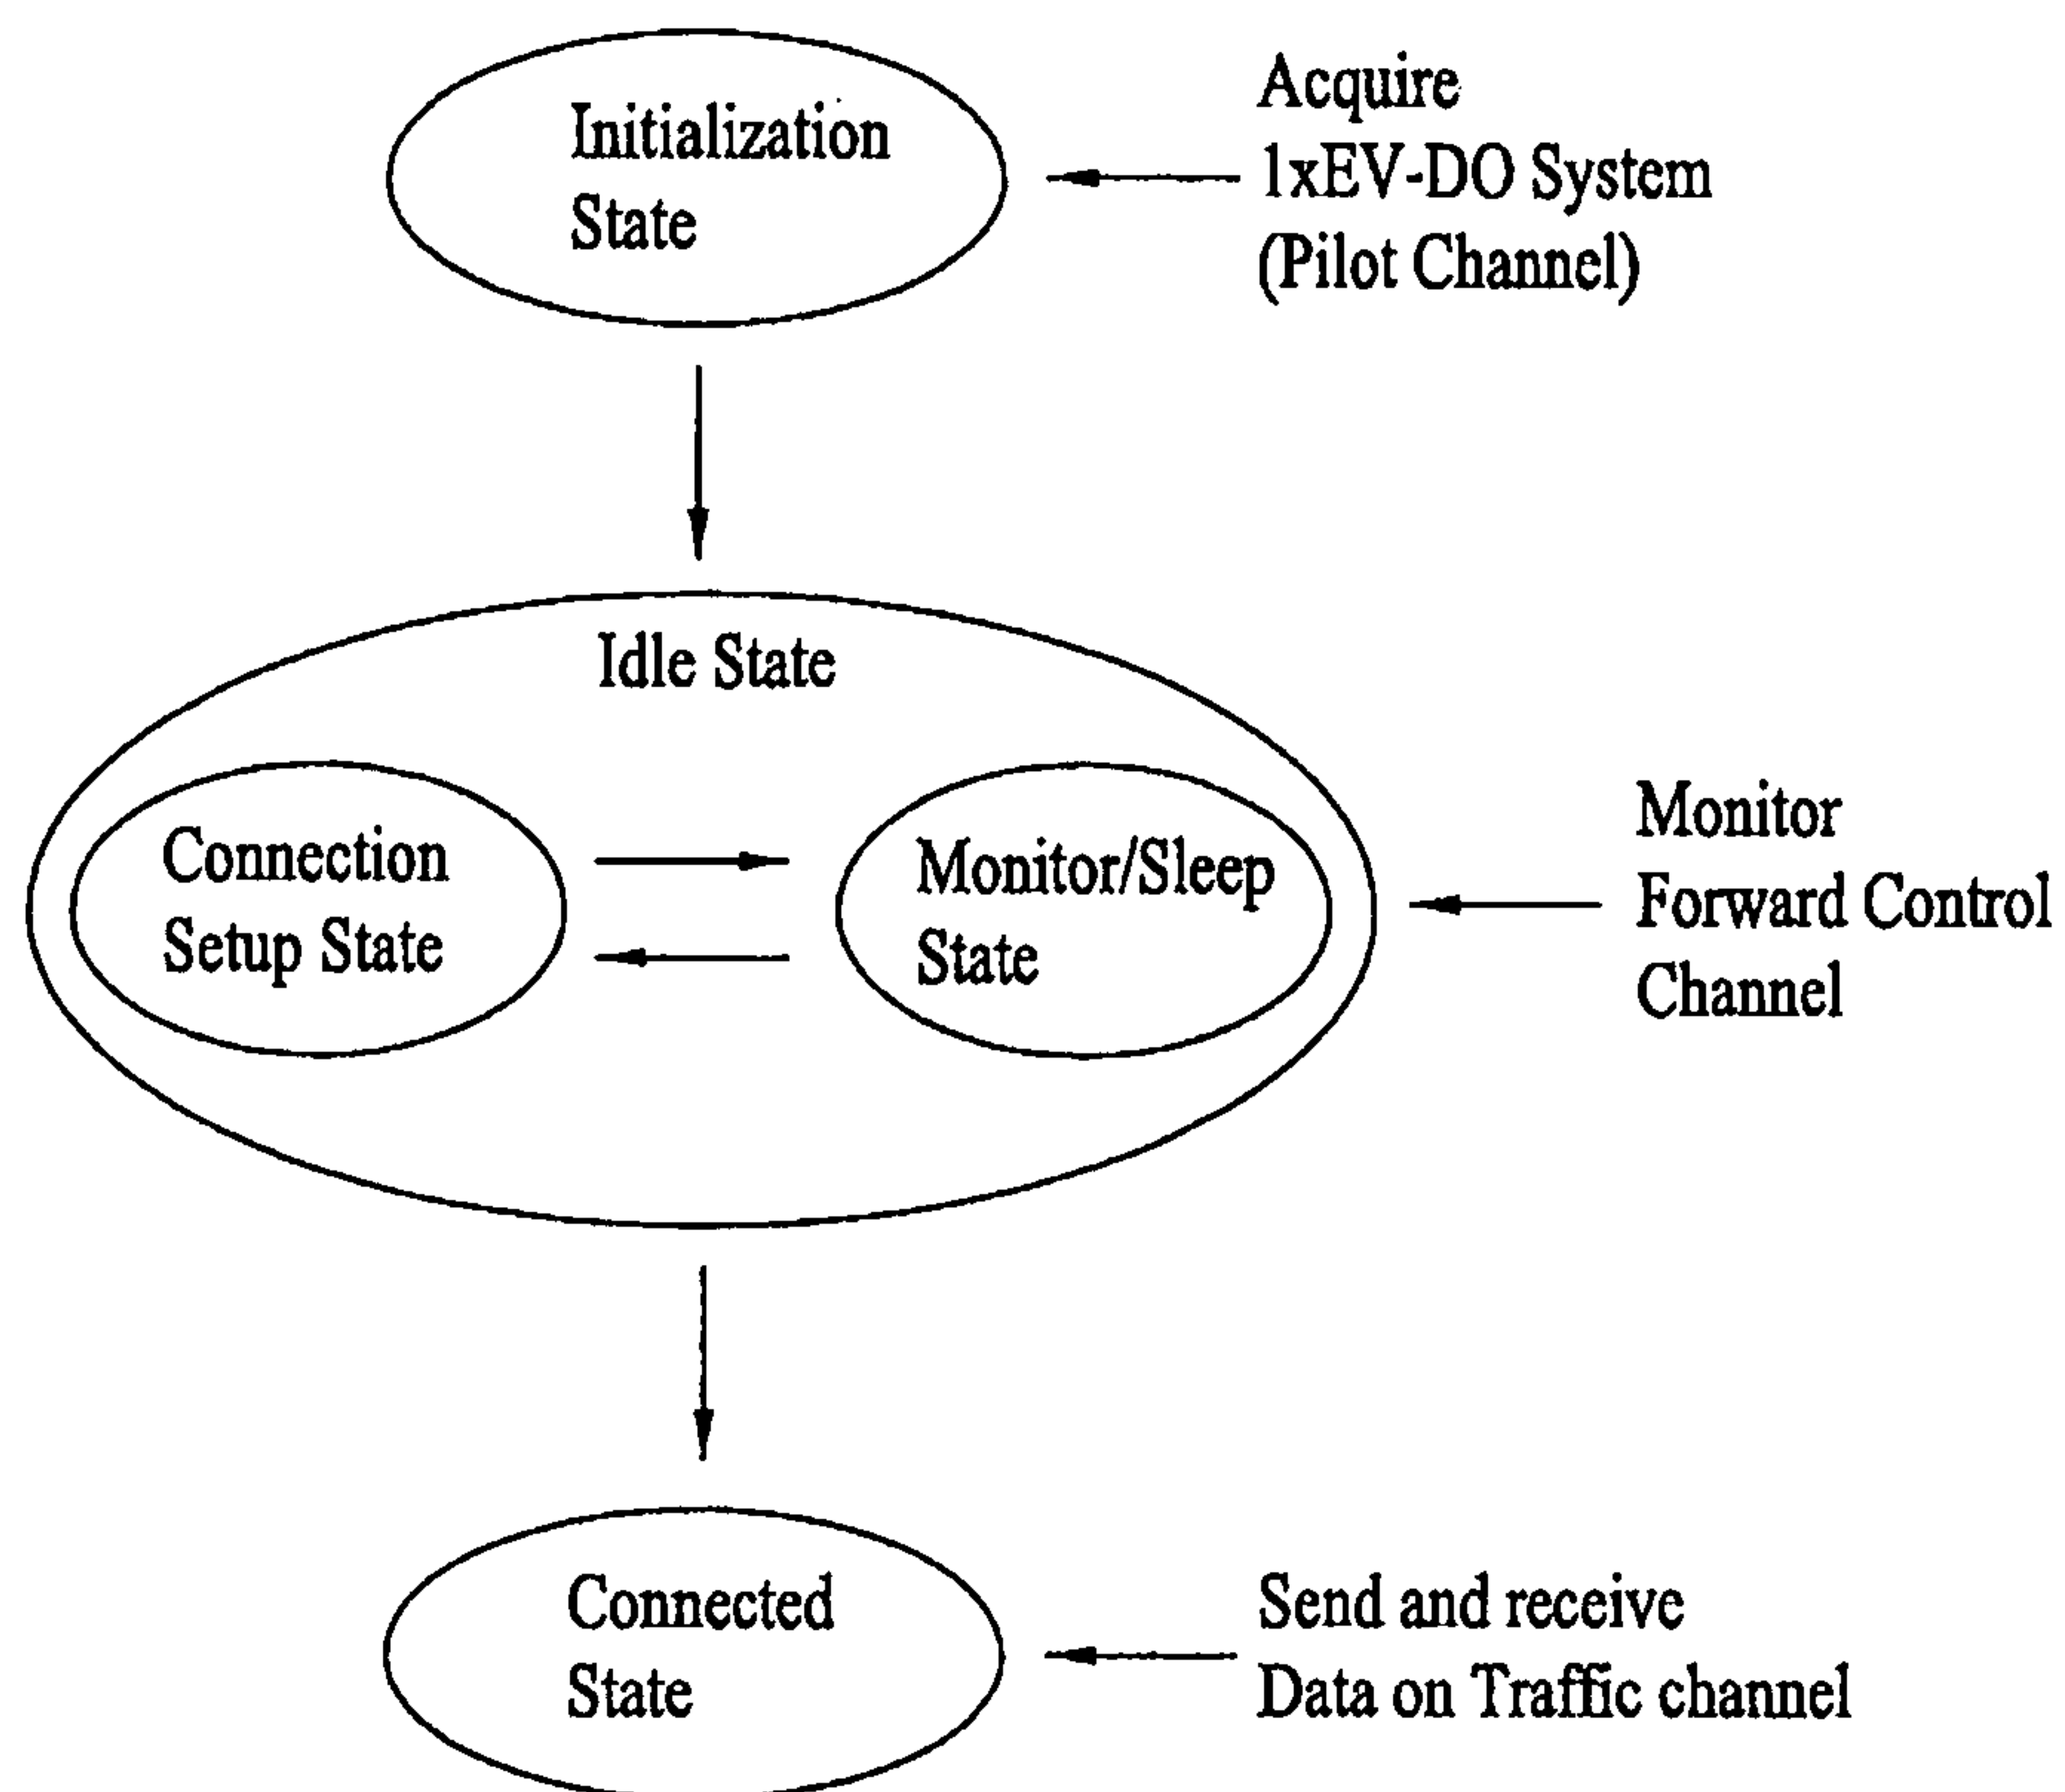 Initialization
State
Acquire
1xEV-DO System
(Pilot Channel)
Idle State
Connection
Setup State
Monitor/Sleep
State
Monitor
Forward Control
Channel
Connected
State
Send and receive
Data on Traffic channel